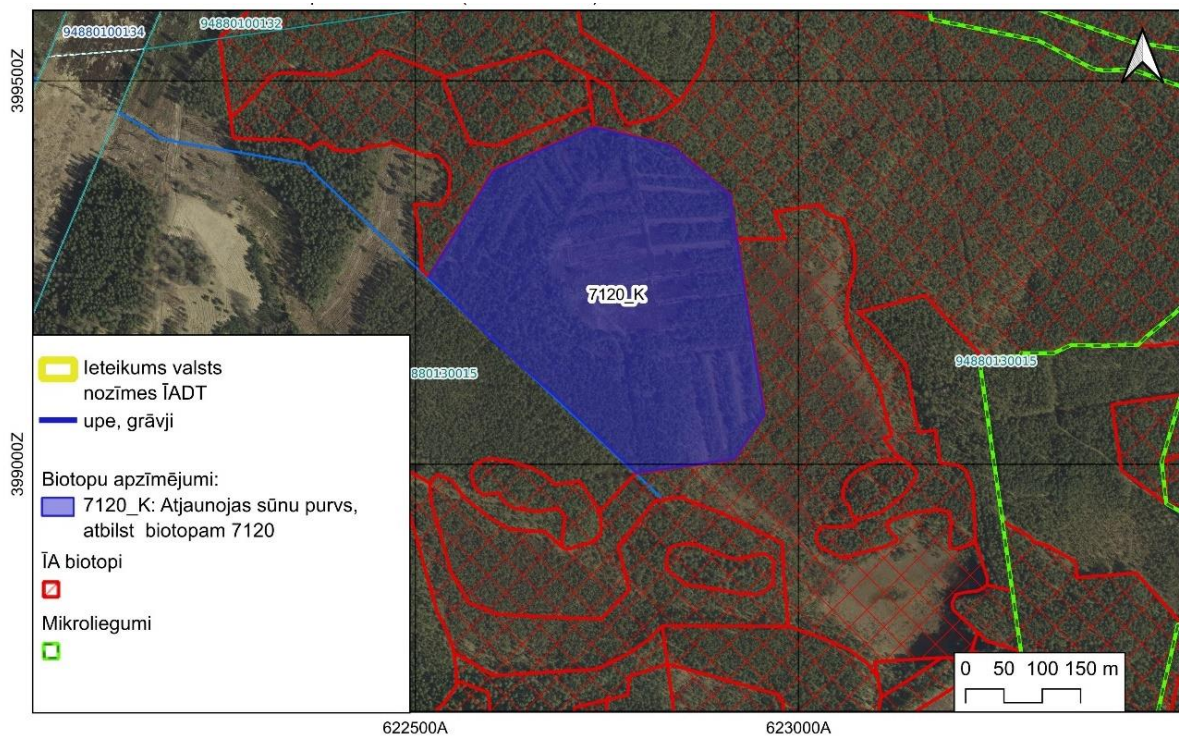 94880100134
94880100132
399500Z
7120_K
94880130015
880130015
Ieteikums valsts
nozīmes ĪADT
upe, grāvji
399000Z
Biotopu apzīmējumi:
7120_K: Atjaunojas sūnu purvs,
atbilst biotopam 7120
ĪA biotopi
Mikroliegumi
0 50 100 150 m
622500A
623000A